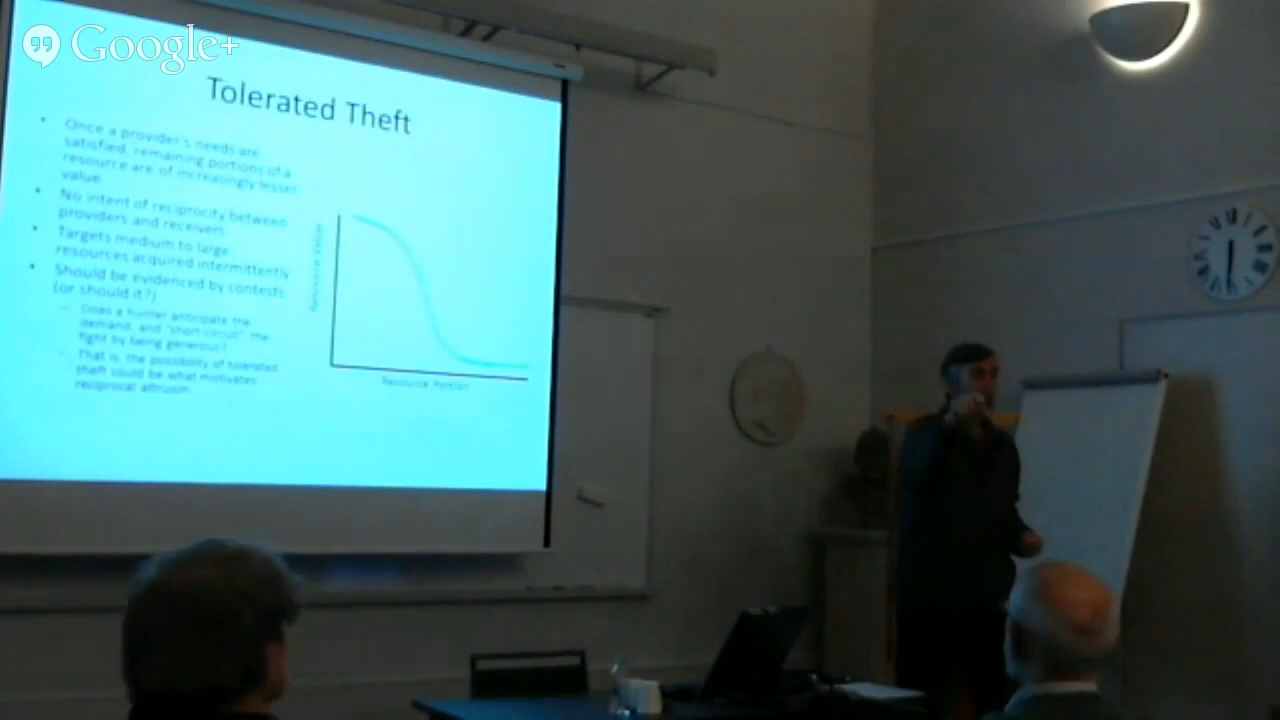 Google+
Tolerated Theft
• Once a provider's needs are
satisfied, remaining portions of a
resource are of increasingly lesser
value
• No intent of reciprocity between
providers and receivers
• Targets medium to large
resources acquired intermittently
• Should be evidenced by contests
(or should it?)
– Does a hunter anticipate the
demand, and "short-circuit" the
fight by being generous?
– That is, the possibility of tolerated
theft could be what motivates
reciprocal altruism
Resource Value
Resource Portion